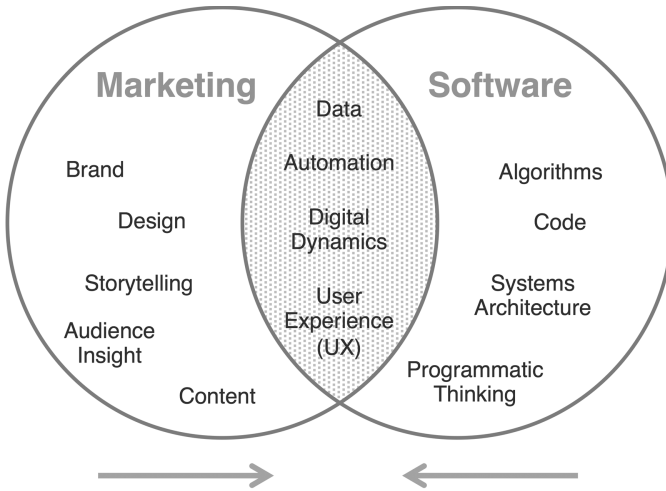 Marketing
Software
Brand
Design
Storytelling
Audience
Insight
Content
Data
Automation
Digital
Dynamics
User
Experience
(UX)
Algorithms
Code
Systems
Architecture
Programmatic
Thinking